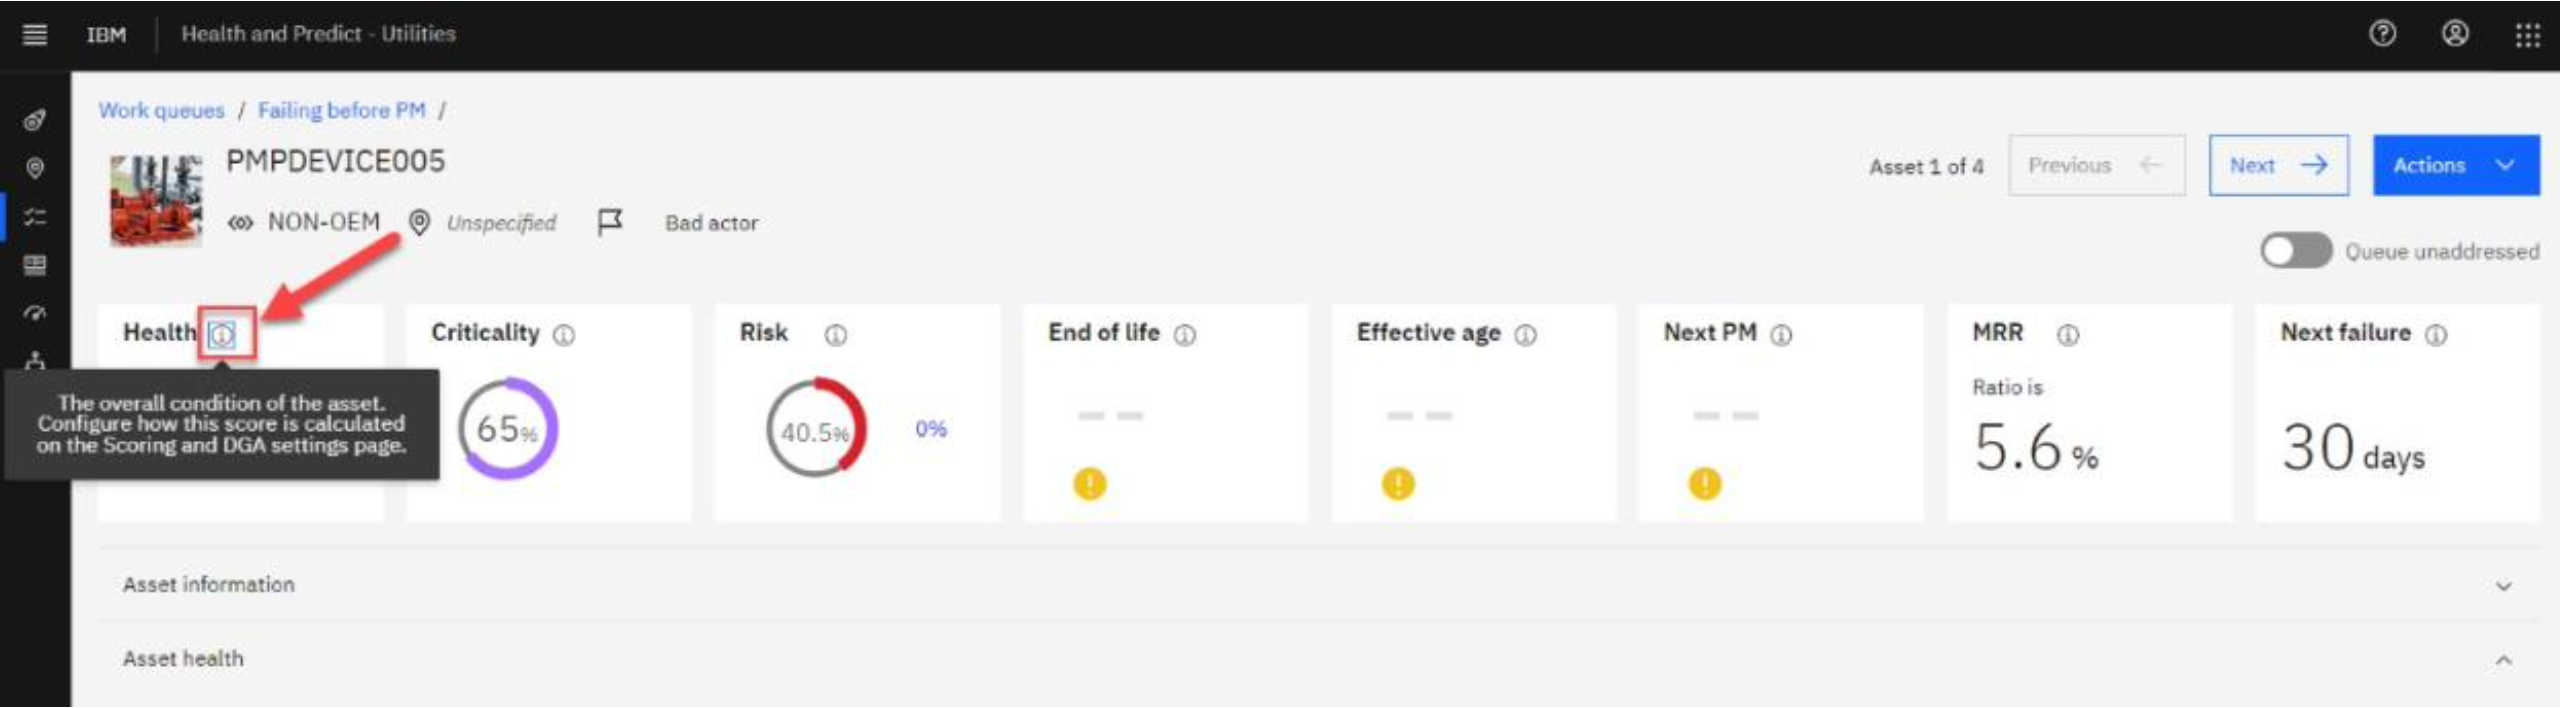 IBM Health and Predict - Utilities
Work queues / Failing before PM /
PMPDEVICE005
NON-OEM Unspecified Bad actor
Asset 1 of 4 Previous Next Actions
Queue unaddressed
Health
The overall condition of the asset.
Configure how this score is calculated
on the Scoring and DGA settings page.
Criticality
65%
Risk
40.5% 0%
End of life
-- --
Effective age
-- --
Next PM
-- --
MRR
Ratio is
5.6 %
Next failure
30 days
Asset information
Asset health